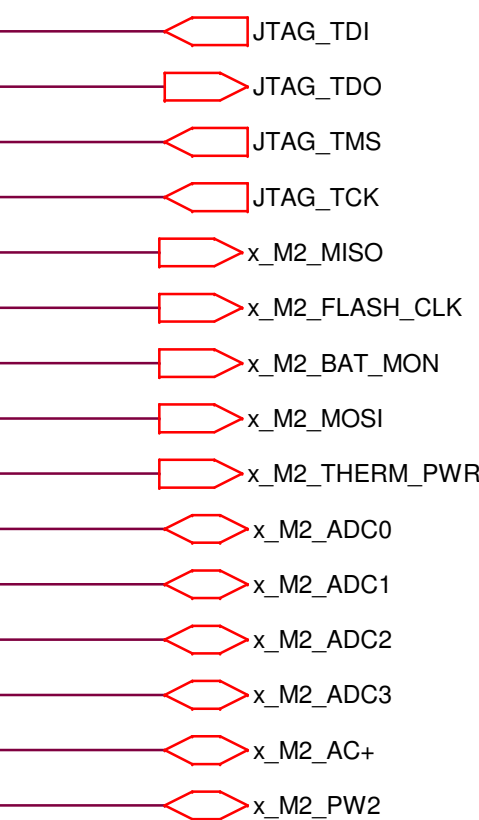 JTAG_TDI
JTAG_TDO
JTAG_TMS
JTAG_TCK
x_M2_MISO
x_M2_FLASH_CLK
x_M2_BAT_MON
x_M2_MOSI
x_M2_THERM_PWR
x_M2_ADC0
x_M2_ADC1
x_M2_ADC2
x_M2_ADC3
x_M2_AC+
x_M2_PW2